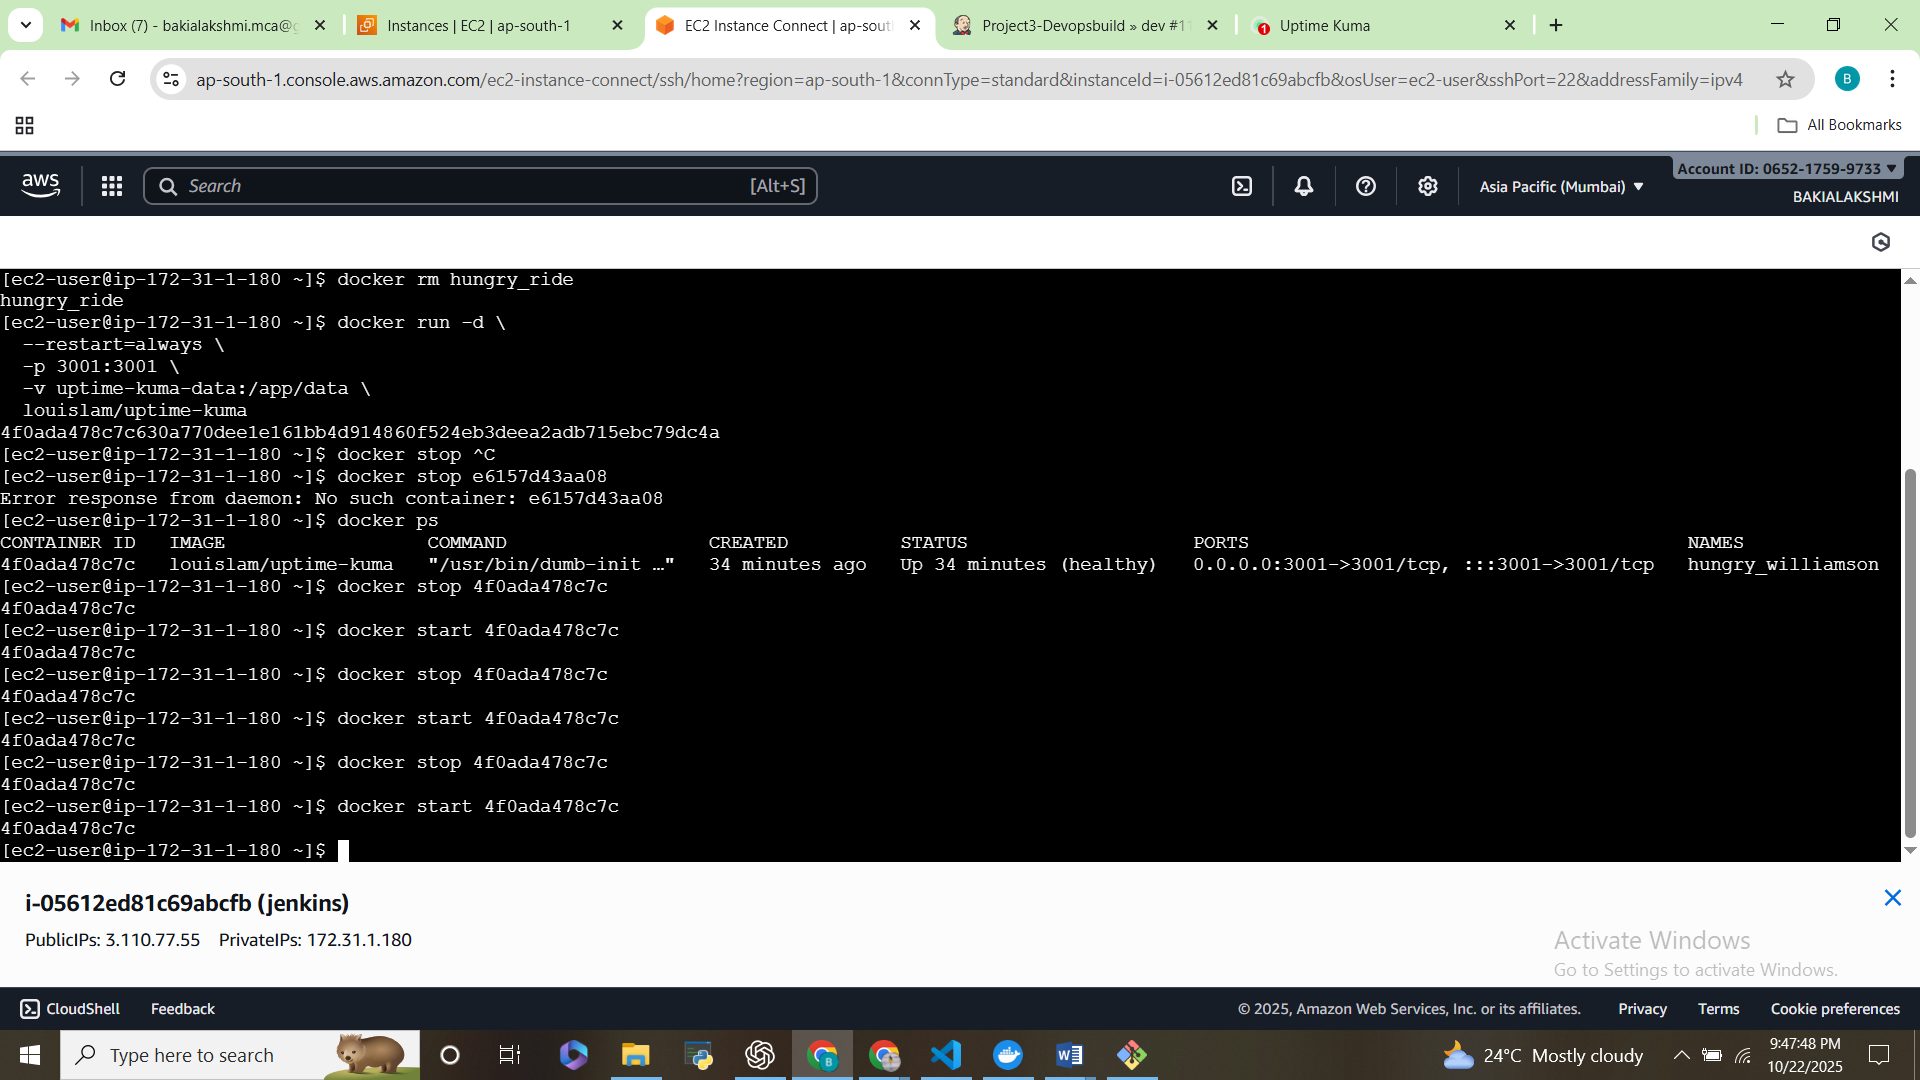 Inbox (7) - bakialakshmi.mca@g
Instances | EC2 | ap-south-1
EC2 Instance Connect | ap-sout
Project3-Devopsbuild » dev #11
1
Uptime Kuma
ap-south-1.console.aws.amazon.com/ec2-instance-connect/ssh/home?region=ap-south-1&connType=standard&instanceId=i-05612ed81c69abcfb&osUser=ec2-user&sshPort=22&addressFamily=ipv4
B
All Bookmarks
aws
Search
[Alt+S]
Asia Pacific (Mumbai)
Account ID: 0652-1759-9733
BAKIALAKSHMI
[ec2-user@ip-172-31-1-180 ~]$ docker rm hungry_ride
hungry_ride
[ec2-user@ip-172-31-1-180 ~]$ docker run -d \
  --restart=always \
  -p 3001:3001 \
  -v uptime-kuma-data:/app/data \
  louislam/uptime-kuma
4f0ada478c7c630a770dee1e161bb4d914860f524eb3deea2adb715ebc79dc4a
[ec2-user@ip-172-31-1-180 ~]$ docker stop ^C
[ec2-user@ip-172-31-1-180 ~]$ docker stop e6157d43aa08
Error response from daemon: No such container: e6157d43aa08
[ec2-user@ip-172-31-1-180 ~]$ docker ps
CONTAINER ID   IMAGE                  COMMAND                  CREATED          STATUS                    PORTS                                       NAMES
4f0ada478c7c   louislam/uptime-kuma   "/usr/bin/dumb-init …"   34 minutes ago   Up 34 minutes (healthy)   0.0.0.0:3001->3001/tcp, :::3001->3001/tcp   hungry_williamson
[ec2-user@ip-172-31-1-180 ~]$ docker stop 4f0ada478c7c
4f0ada478c7c
[ec2-user@ip-172-31-1-180 ~]$ docker start 4f0ada478c7c
4f0ada478c7c
[ec2-user@ip-172-31-1-180 ~]$ docker stop 4f0ada478c7c
4f0ada478c7c
[ec2-user@ip-172-31-1-180 ~]$ docker start 4f0ada478c7c
4f0ada478c7c
[ec2-user@ip-172-31-1-180 ~]$ docker stop 4f0ada478c7c
4f0ada478c7c
[ec2-user@ip-172-31-1-180 ~]$ docker start 4f0ada478c7c
4f0ada478c7c
[ec2-user@ip-172-31-1-180 ~]$
i-05612ed81c69abcfb (jenkins)
PublicIPs: 3.110.77.55 PrivateIPs: 172.31.1.180
Activate Windows
Go to Settings to activate Windows.
CloudShell Feedback
© 2025, Amazon Web Services, Inc. or its affiliates. Privacy Terms Cookie preferences
Type here to search
24°C Mostly cloudy
9:47:48 PM
10/22/2025